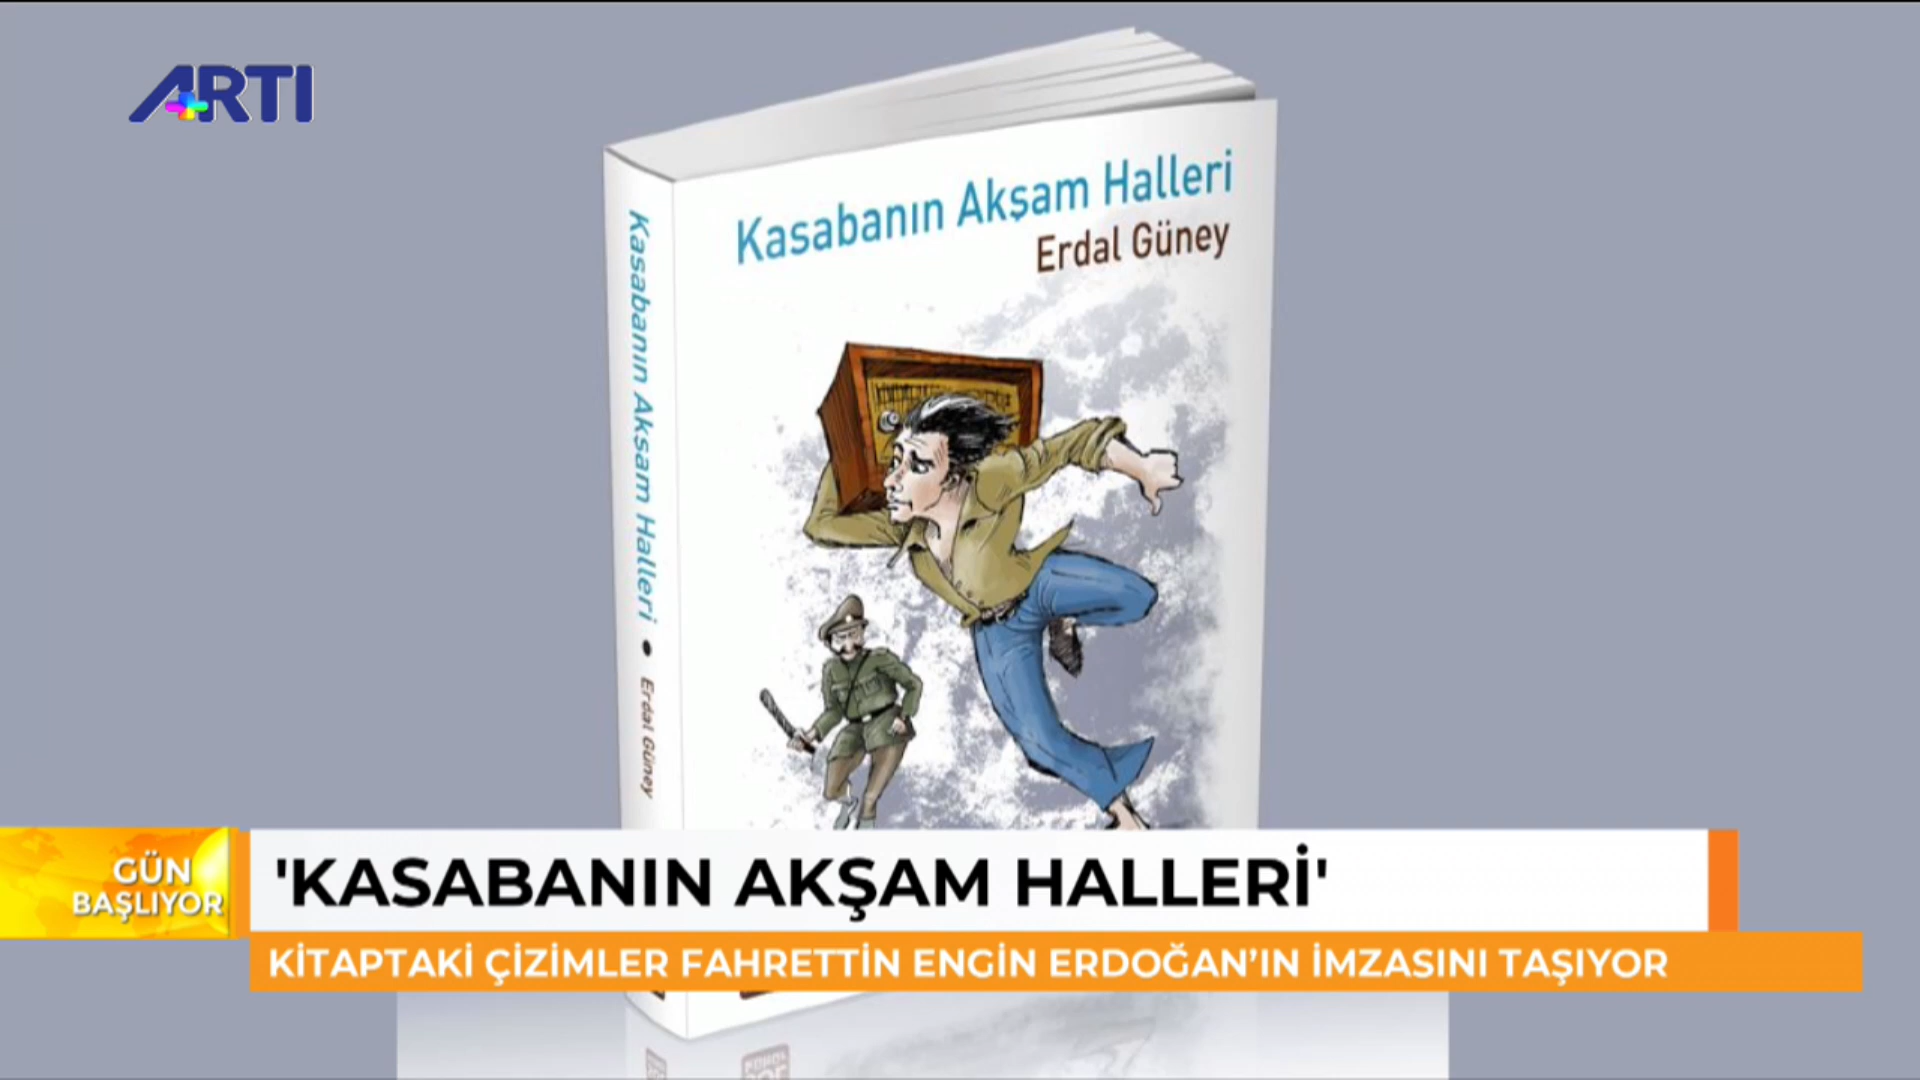 ARTI
Kasabanın Akşam Halleri
Erdal Güney
Kasabanın Akşam Halleri • Erdal Güney
GÜN
BAŞLIYOR
'KASABANIN AKŞAM HALLERİ'
KİTAPTAKİ ÇİZİMLER FAHRETTİN ENGİN ERDOĞAN’IN İMZASINI TAŞIYOR